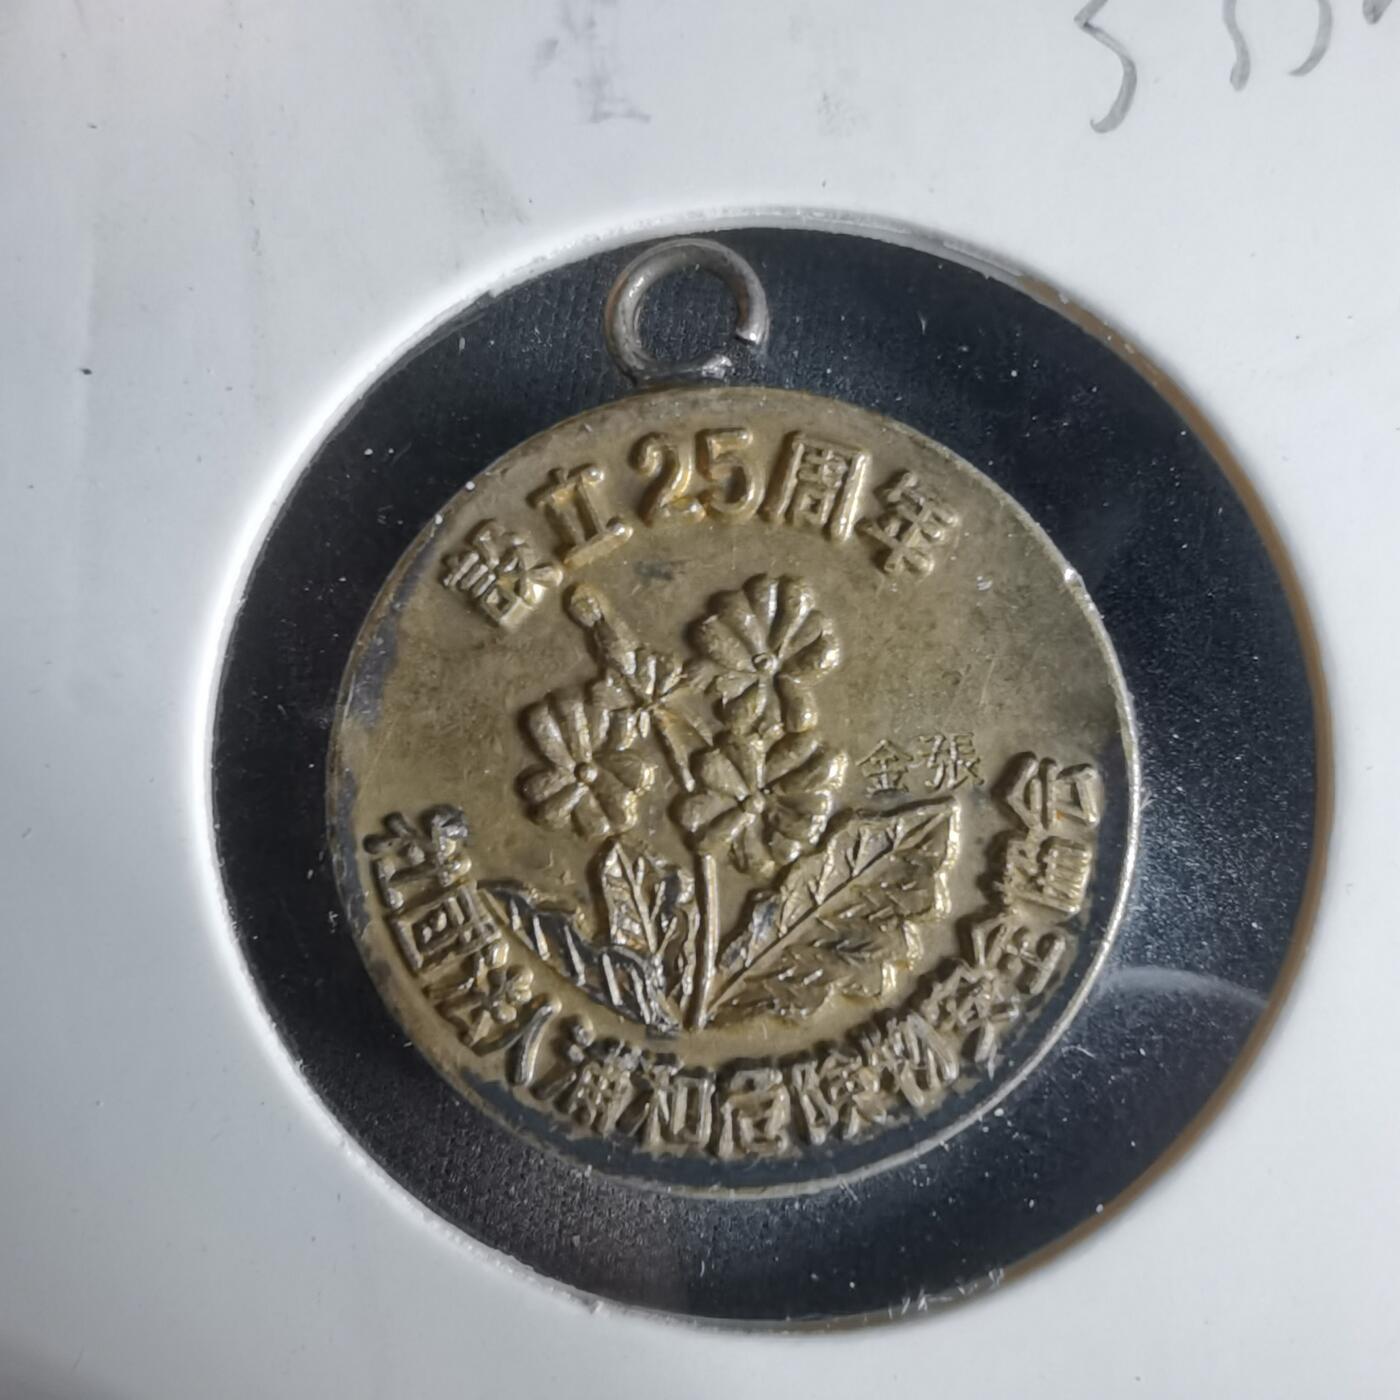 設立25周年
金張
社団法人浦和危険物安全協会